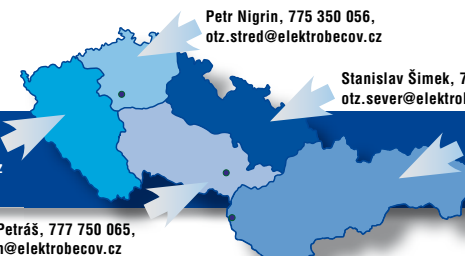 Petr Nigrin, 775 350 056,
otz.stred@elektrobecov.cz
Stanislav Šimek, 7
otz.sever@elektrob
z
Petráš, 777 750 065,
@elektrobecov.cz